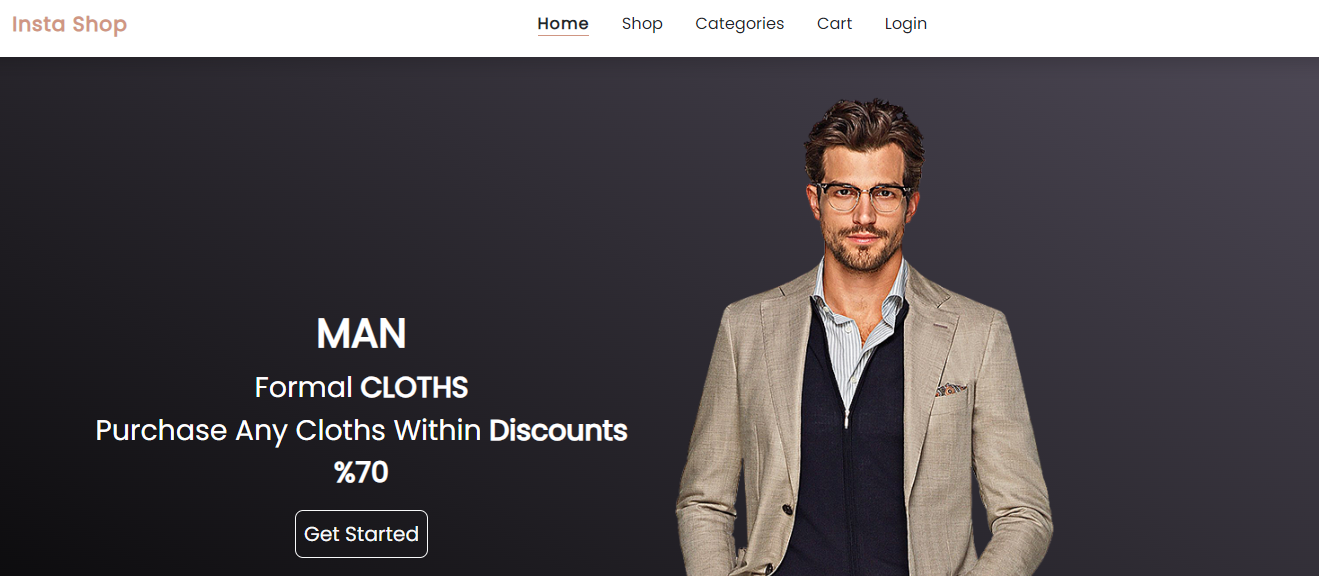 Insta Shop
Home Shop Categories Cart Login
MAN
Formal CLOTHS
Purchase Any Cloths Within Discounts
%70
Get Started